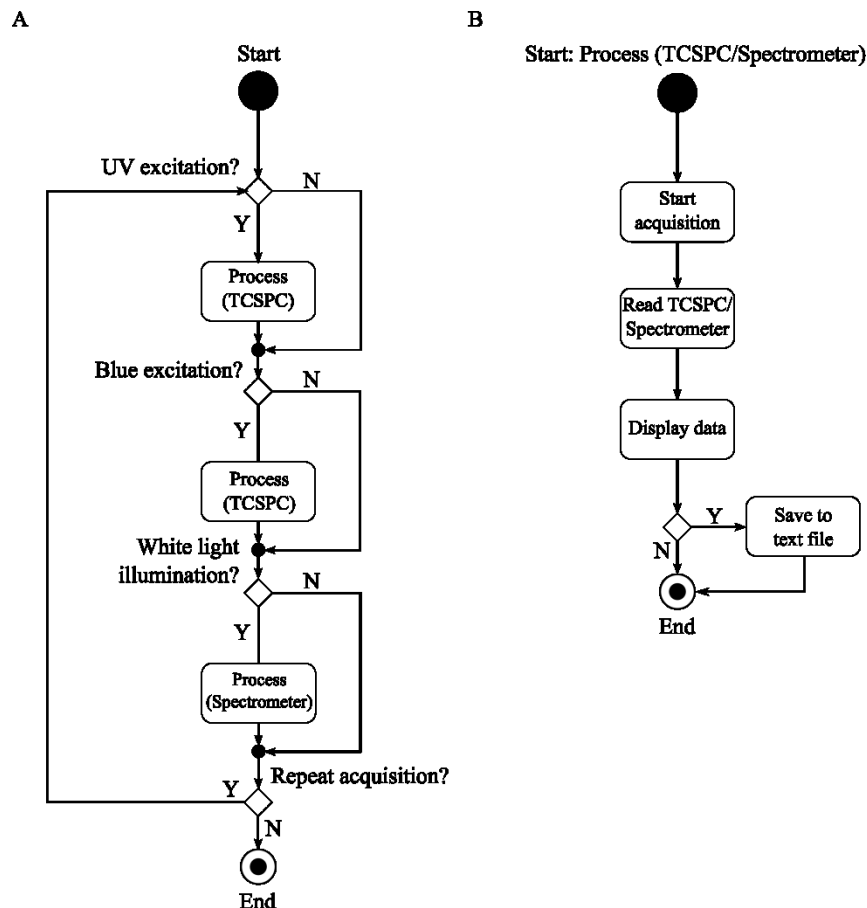 A
Start
UV excitation?
N
Y
Process
(TCSPC)
Blue excitation?
N
Y
Process
(TCSPC)
White light
illumination?
N
Y
Process
(Spectrometer)
Repeat acquisition?
Y
N
End
B
Start: Process (TCSPC/Spectrometer)
Start
acquisition
Read TCSPC/
Spectrometer
Display data
Y
Save to
text file
N
End